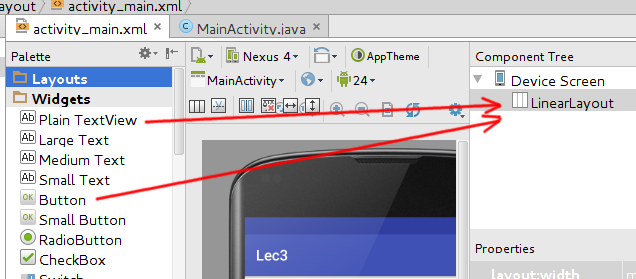 ayout
activity_main.xml
activity_main.xml
MainActivity.java
Palette
Layouts
Widgets
Plain TextView
Large Text
Medium Text
Small Text
Button
Small Button
RadioButton
CheckBox
Switch
Nexus 4
AppTheme
MainActivity
24
Lec3
Component Tree
Device Screen
LinearLayout
Properties
layout:width